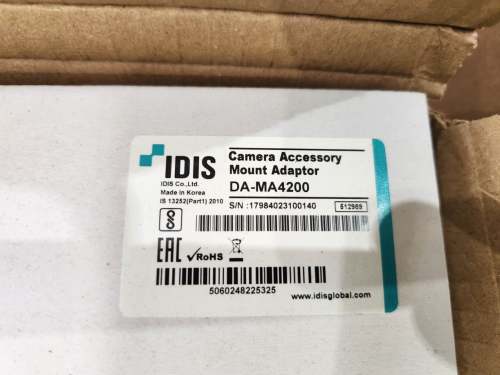 IDIS
IDIS Co.,Ltd.
Made in Korea
IS 13252(Part1) 2010
Camera Accessory
Mount Adaptor
DA-MA4200
S/N :17984023100140
512989
EAC
✓RoHS
5060248225325
www.idisglobal.com